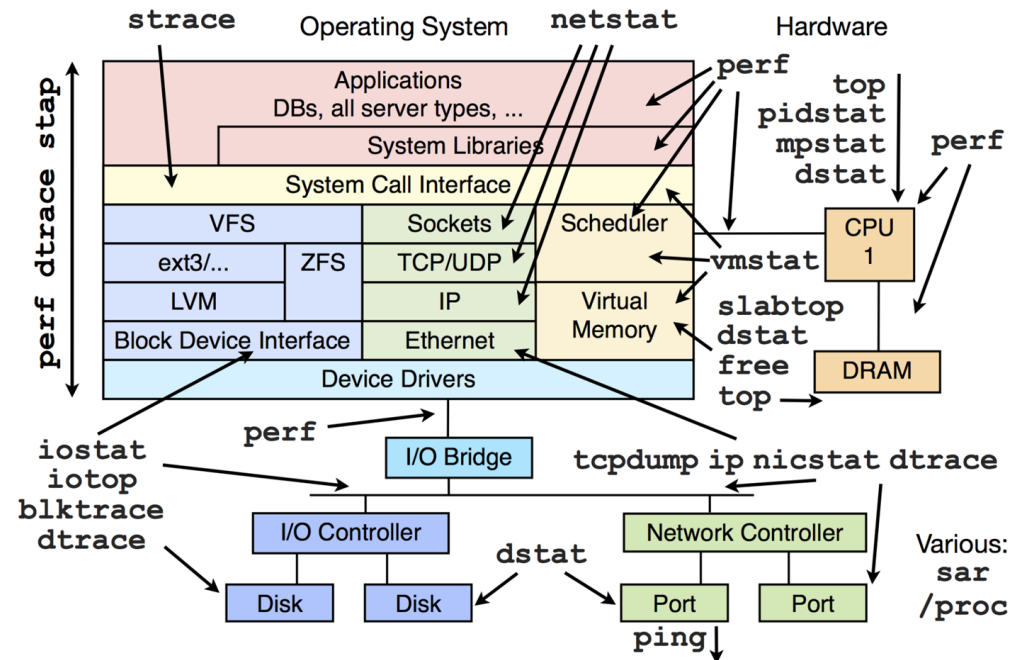 strace
Operating System
netstat
Hardware
perf dtrace stap
Applications
DBs, all server types, ...
System Libraries
System Call Interface
VFS
Sockets
Scheduler
ext3/...
ZFS
TCP/UDP
LVM
IP
Virtual
Memory
Block Device Interface
Ethernet
Device Drivers
perf
top
pidstat
mpstat
dstat
perf
CPU
1
vmstat
slabtop
dstat
free
top
DRAM
perf
I/O Bridge
iostat
iotop
blktrace
dtrace
tcpdump ip nicstat dtrace
I/O Controller
Network Controller
Disk
Disk
dstat
Port
Port
ping
Various:
sar
/proc